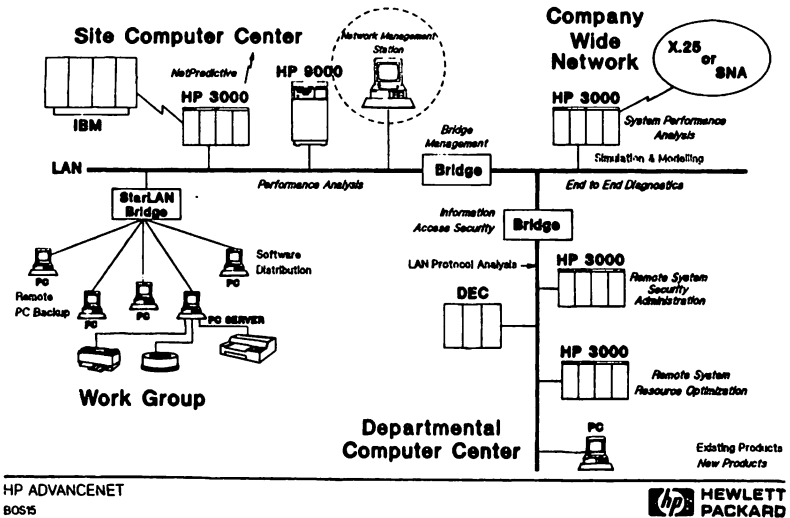 Site Computer Center
Network Management
Station
Company
Wide
Network
X.25
or
SNA
NetPredictive
HP 9000
HP 3000
HP 3000
IBM
System Performance
Analysis
Bridge
Management
Simulation & Modelling
LAN
Bridge
Performance Analysis
End to End Diagnostics
StarLAN
Bridge
Information
Access Security
Bridge
Software
Distribution
PC
PC
LAN Protocol Analysis
HP 3000
Remote
PC Backup
PC
PC
PC SERVER
DEC
Remote System
Security
Administration
HP 3000
Remote System
Resource Optimization
Work Group
Departmental
Computer Center
PC
Existing Products
New Products
HP ADVANCENET
BOS15
hp
HEWLETT
PACKARD